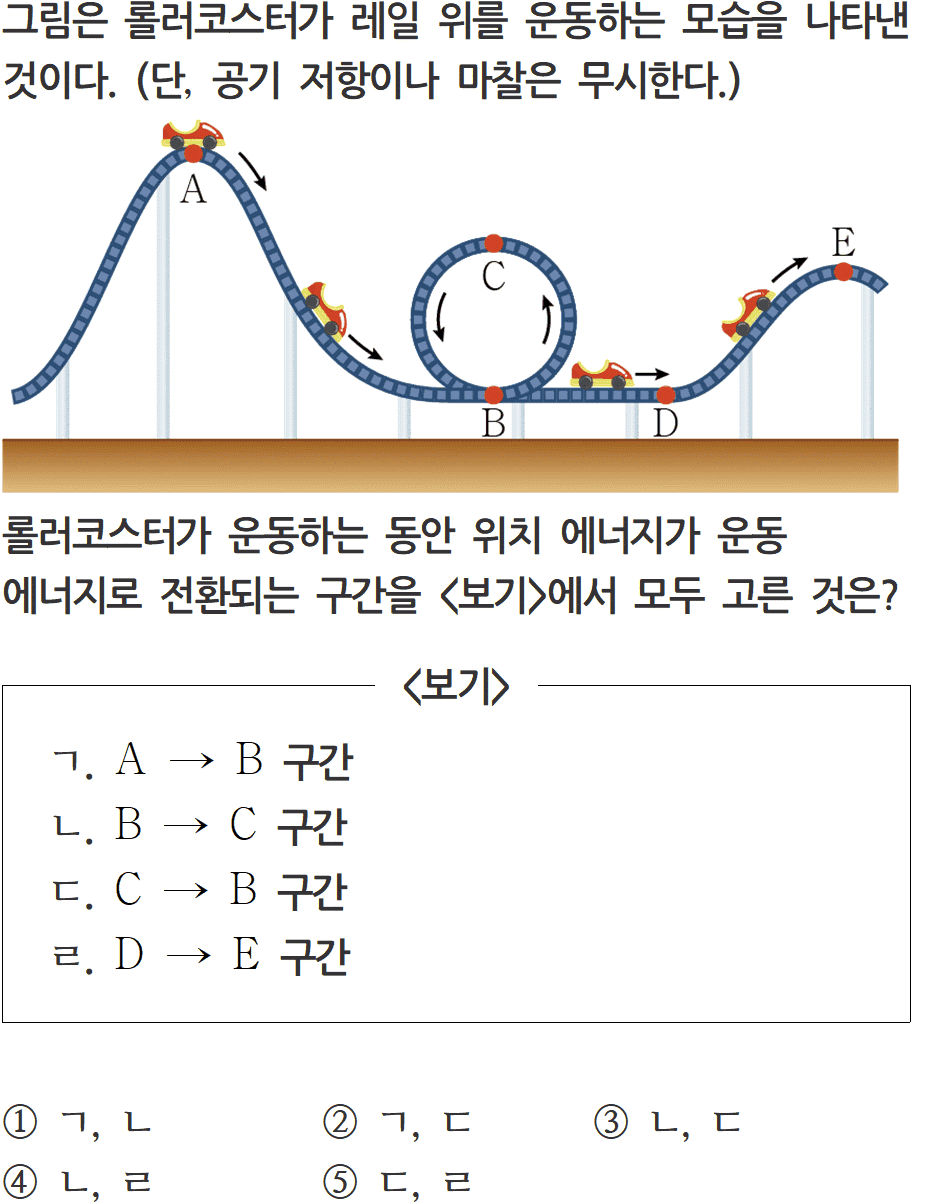 그림은 롤러코스터가 레일 위를 운동하는 모습을 나타낸
것이다. (단, 공기 저항이나 마찰은 무시한다.)
A
E
C
B
D
롤러코스터가 운동하는 동안 위치 에너지가 운동
에너지로 전환되는 구간을 <보기>에서 모두 고른 것은?
<보기>
ㄱ. A → B 구간
ㄴ. B → C 구간
ㄷ. C → B 구간
ㄹ. D → E 구간
① ㄱ, ㄴ ② ㄱ, ㄷ ③ ㄴ, ㄷ
④ ㄴ, ㄹ ⑤ ㄷ, ㄹ